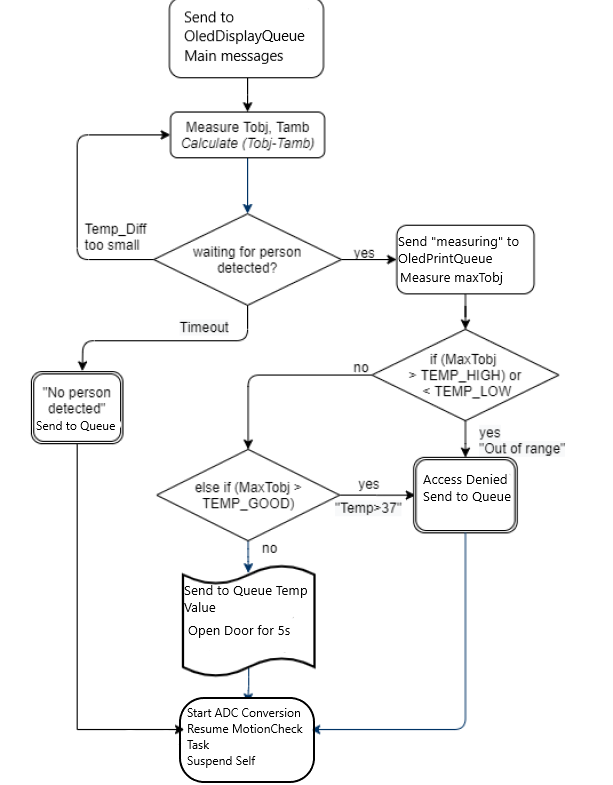 Send to
OledDisplayQueue
Main messages
Measure Tobj, Tamb
Calculate (Tobj-Tamb)
Temp_Diff
too small
waiting for person
detected?
yes
Send "measuring" to
OledPrintQueue
Measure maxTobj
Timeout
if (MaxTobj
> TEMP_HIGH) or
< TEMP_LOW
no
"No person
detected"
Send to Queue
yes
"Out of range"
else if (MaxTobj >
TEMP_GOOD)
yes
"Temp>37"
Access Denied
Send to Queue
no
Send to Queue Temp
Value
Open Door for 5s
Start ADC Conversion
Resume MotionCheck
Task
Suspend Self